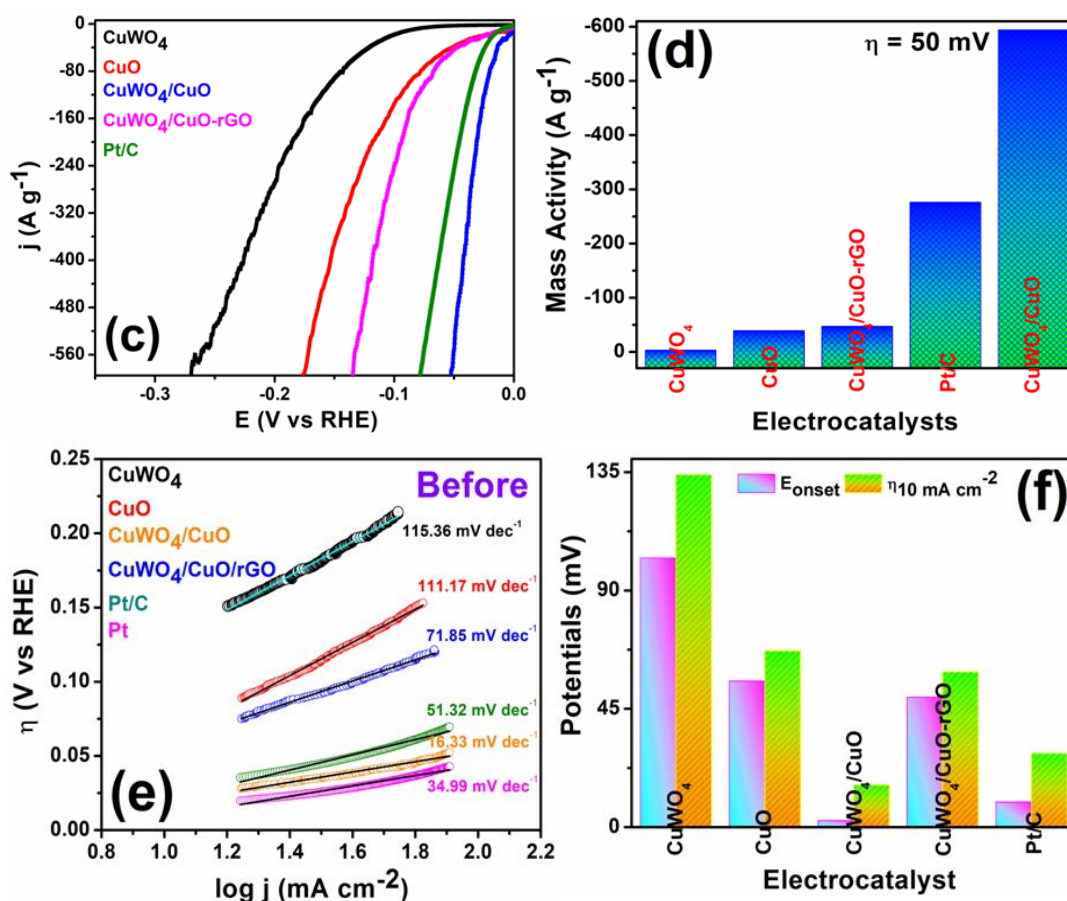 0
-80
-160
-240
-320
-400
-480
-560
j (A g⁻¹)
CuWO₄
CuO
CuWO₄/CuO
CuWO₄/CuO-rGO
Pt/C
(c)
-0.3 -0.2 -0.1 0.0
E (V vs RHE)
-600
-500
-400
-300
-200
-100
0
Mass Activity (A g⁻¹)
(d)
η = 50 mV
CuWO₄
CuO
CuWO₄/CuO-rGO
Pt/C
CuWO₄/CuO
Electrocatalysts
0.25
0.20
0.15
0.10
0.05
0.00
η (V vs RHE)
CuWO₄
CuO
CuWO₄/CuO
CuWO₄/CuO/rGO
Pt/C
Pt
Before
115.36 mV dec⁻¹
111.17 mV dec⁻¹
71.85 mV dec⁻¹
51.32 mV dec⁻¹
16.33 mV dec⁻¹
34.99 mV dec⁻¹
(e)
0.8 1.0 1.2 1.4 1.6 1.8 2.0 2.2
log j (mA cm⁻²)
135
90
45
0
Potentials (mV)
E onset
η 10 mA cm⁻²
(f)
CuWO₄
CuO
CuWO₄/CuO
CuWO₄/CuO-rGO
Pt/C
Electrocatalyst